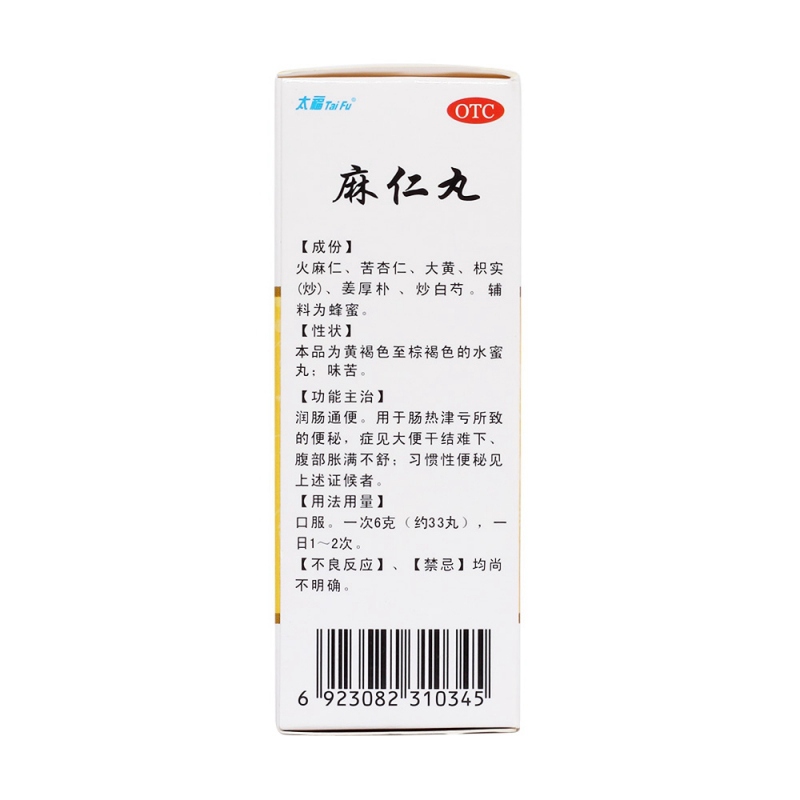 太福 Tai Fu®
OTC
麻仁丸
【成份】
火麻仁、苦杏仁、大黄、枳实
(炒)、姜厚朴、炒白芍。辅
料为蜂蜜。
【性状】
本品为黄褐色至棕褐色的水蜜
丸；味苦。
【功能主治】
润肠通便。用于肠热津亏所致
的便秘，症见大便干结难下、
腹部胀满不舒；习惯性便秘见
上述证候者。
【用法用量】
口服。一次6克（约33丸），一
日1～2次。
【不良反应】、【禁忌】均尚
不明确。
6 923082 310345